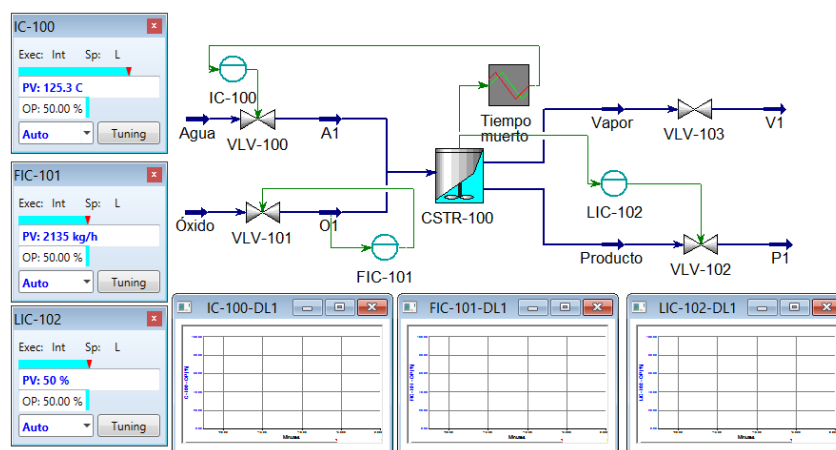 IC-100
Exec: Int Sp: L
PV: 125.3 C
OP: 50.00 %
Auto
Tuning
FIC-101
Exec: Int Sp: L
PV: 2135 kg/h
OP: 50.00 %
Auto
Tuning
LIC-102
Exec: Int Sp: L
PV: 50 %
OP: 50.00 %
Auto
Tuning
IC-100
Agua
VLV-100
A1
Tiempo
muerto
Vapor
VLV-103
V1
Óxido
VLV-101
O1
FIC-101
CSTR-100
LIC-102
Producto
VLV-102
P1
IC-100-DL1
Minutes
FIC-101-DL1
Minutes
LIC-102-DL1
Minutes